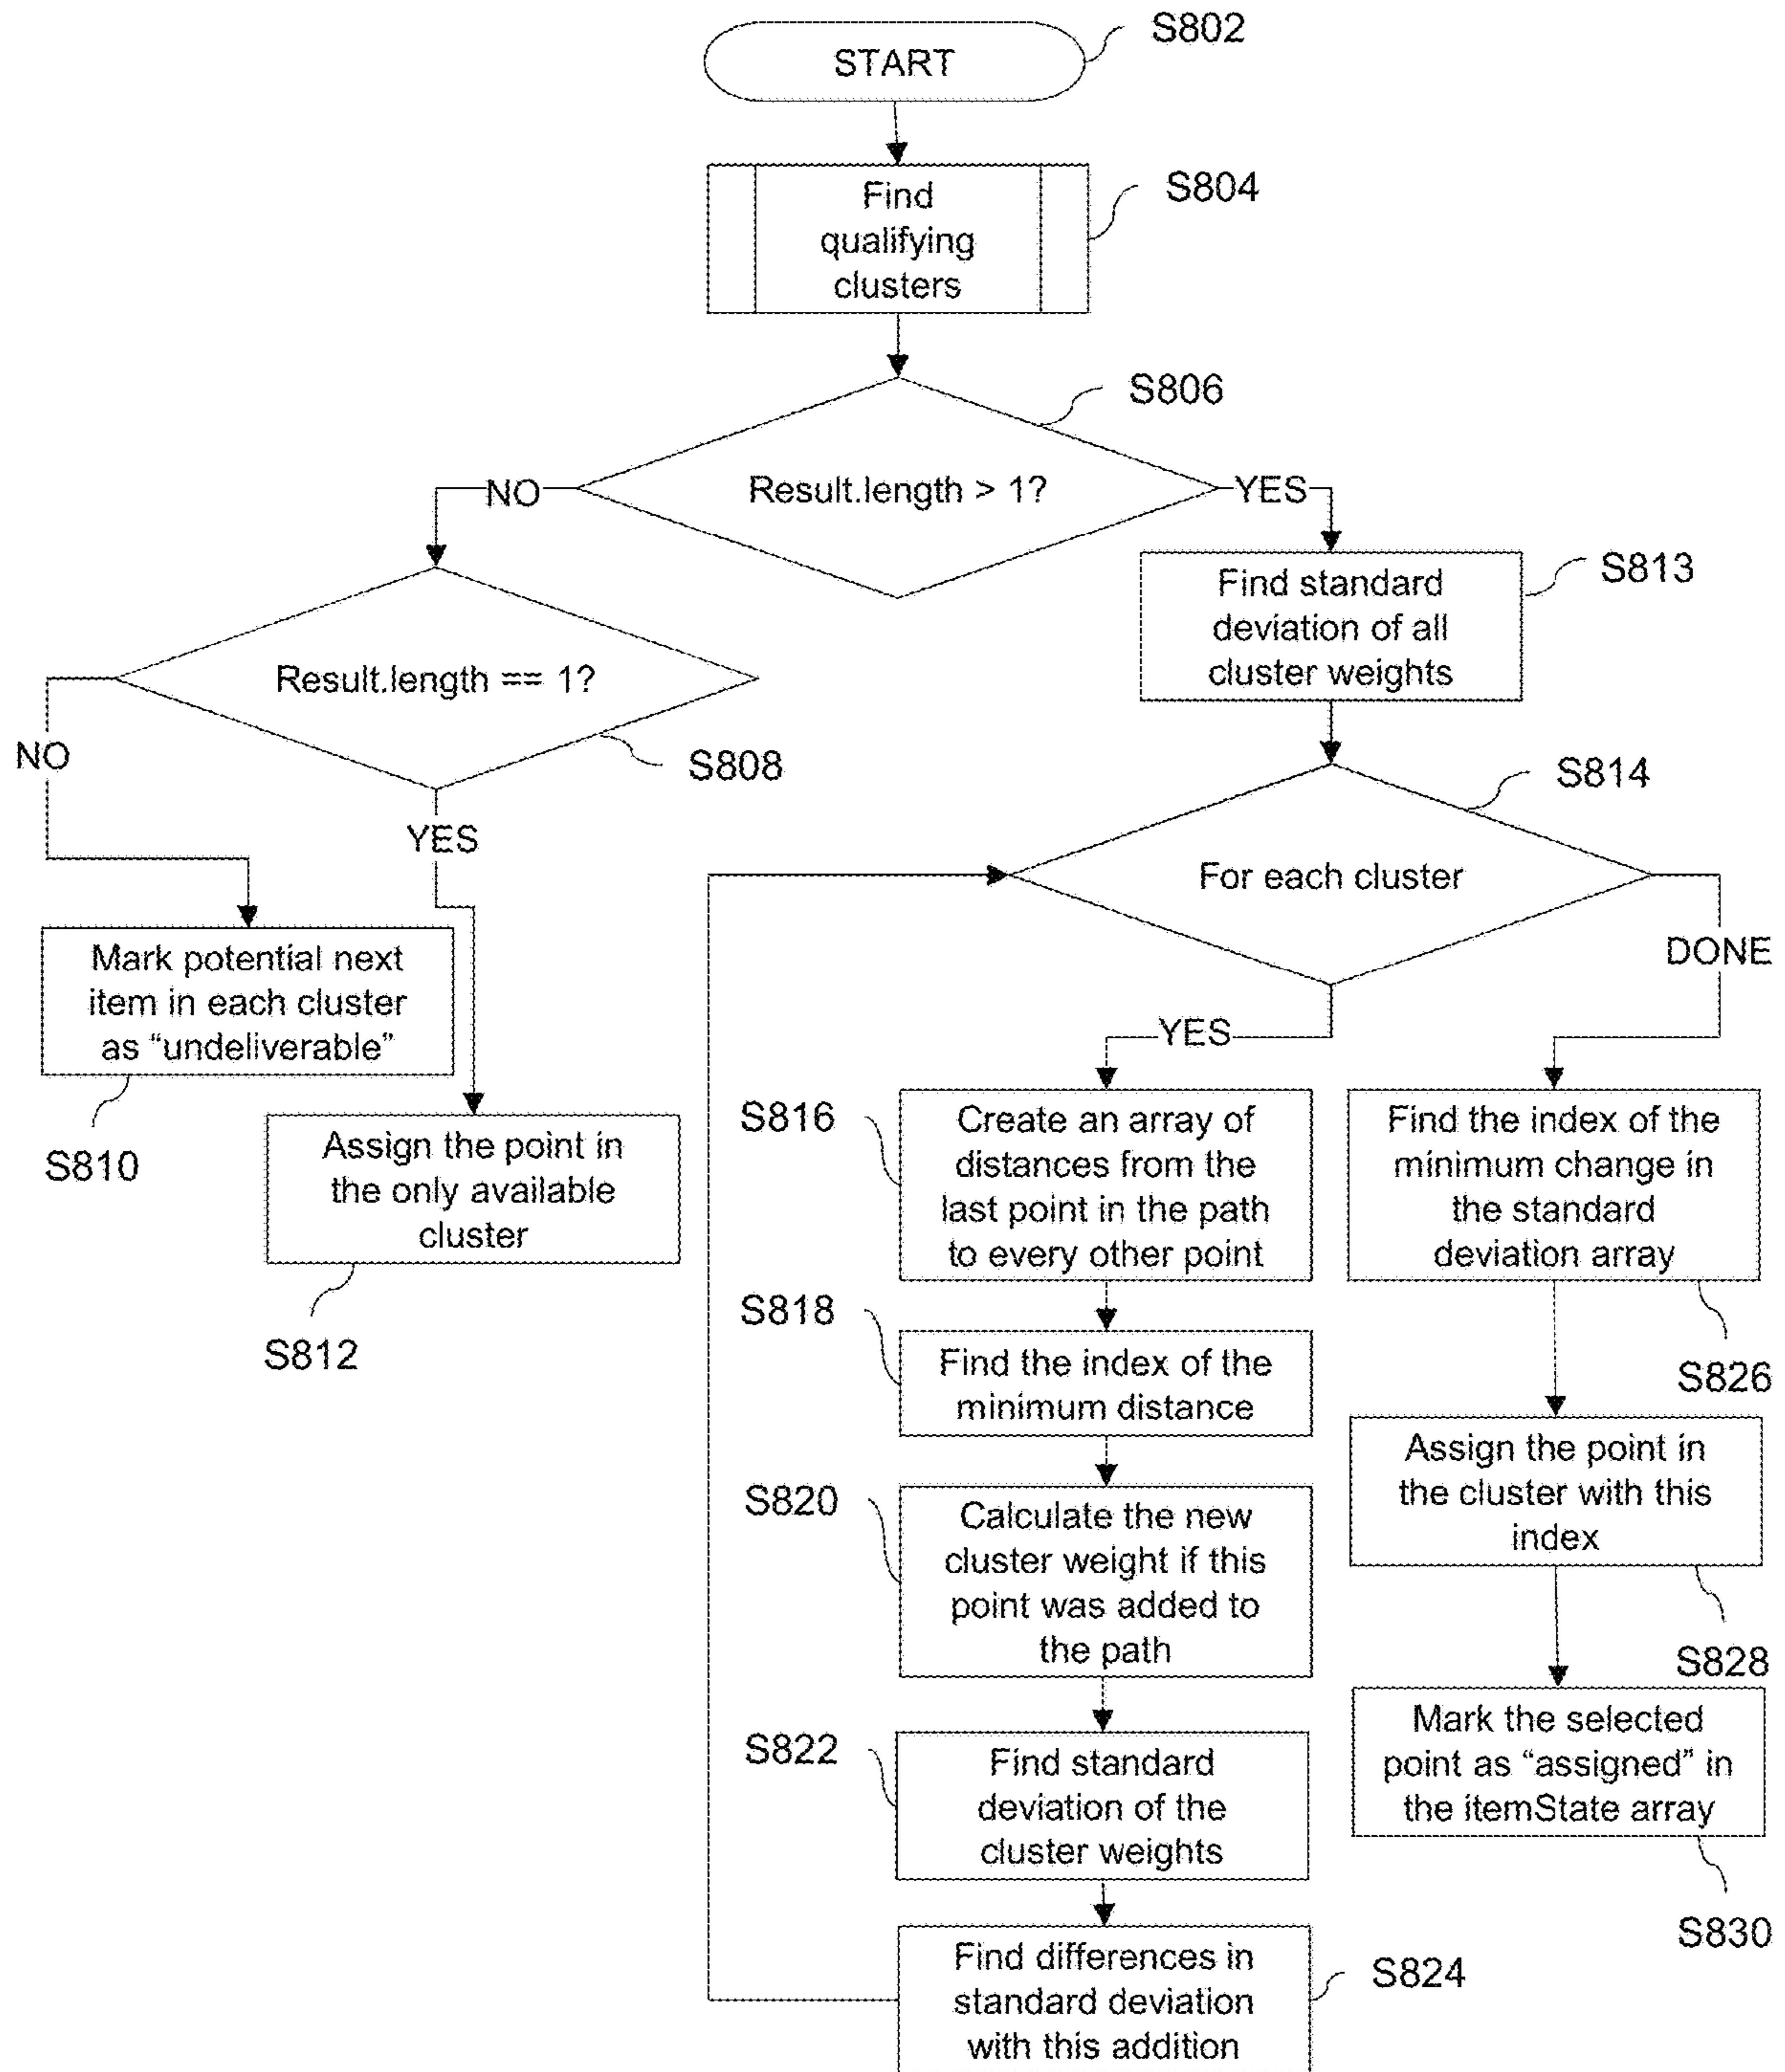 START
S802
Find
qualifying
clusters
S804
Result.length > 1?
S806
NO
YES
Result.length == 1?
S808
NO
YES
Mark potential next
item in each cluster
as “undeliverable”
S810
Assign the point in
the only available
cluster
S812
Find standard
deviation of all
cluster weights
S813
For each cluster
S814
YES
DONE
S816
Create an array of
distances from the
last point in the path
to every other point
S818
Find the index of the
minimum distance
S820
Calculate the new
cluster weight if this
point was added to
the path
S822
Find standard
deviation of the
cluster weights
Find differences in
standard deviation
with this addition
S824
Find the index of the
minimum change in
the standard
deviation array
S826
Assign the point in
the cluster with this
index
S828
Mark the selected
point as “assigned” in
the itemState array
S830